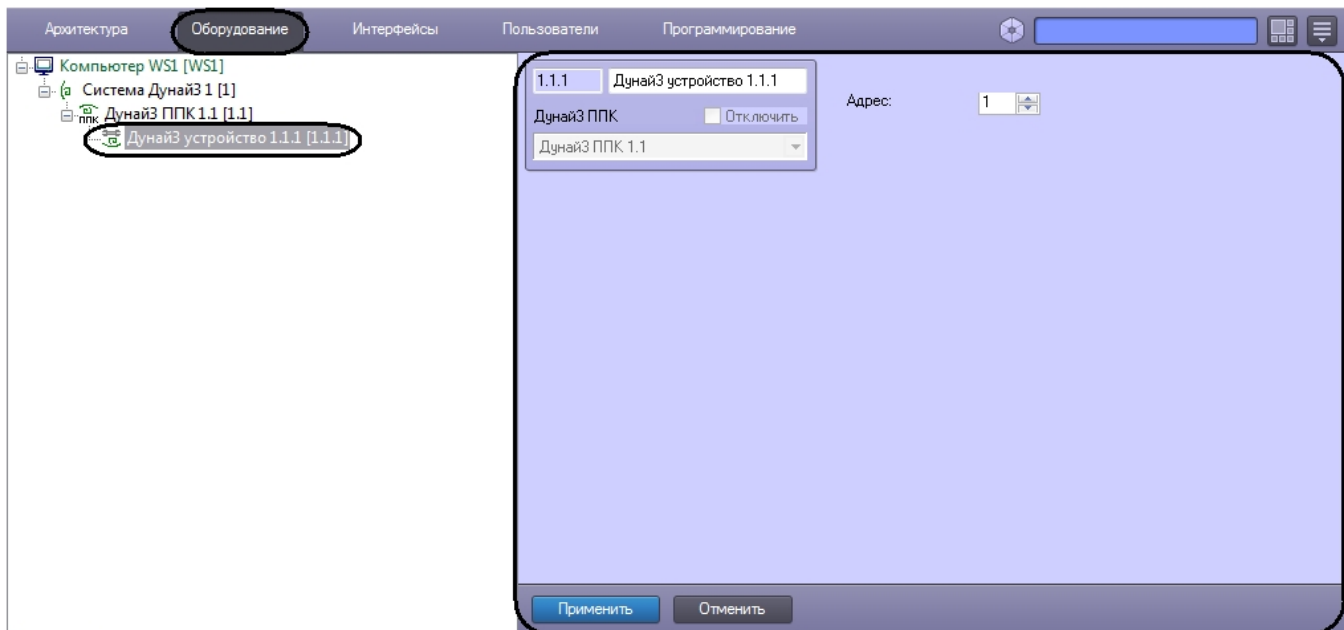 Архитектура Оборудование Интерфейсы Пользователи Программирование
Компьютер WS1 [WS1]
Система Дунай3 1 [1]
ппк Дунай3 ППК 1.1 [1.1]
Дунай3 устройство 1.1.1 [1.1.1]
1.1.1 Дунай3 устройство 1.1.1
Дунай3 ППК Отключить
Дунай3 ППК 1.1
Адрес: 1
Применить Отменить